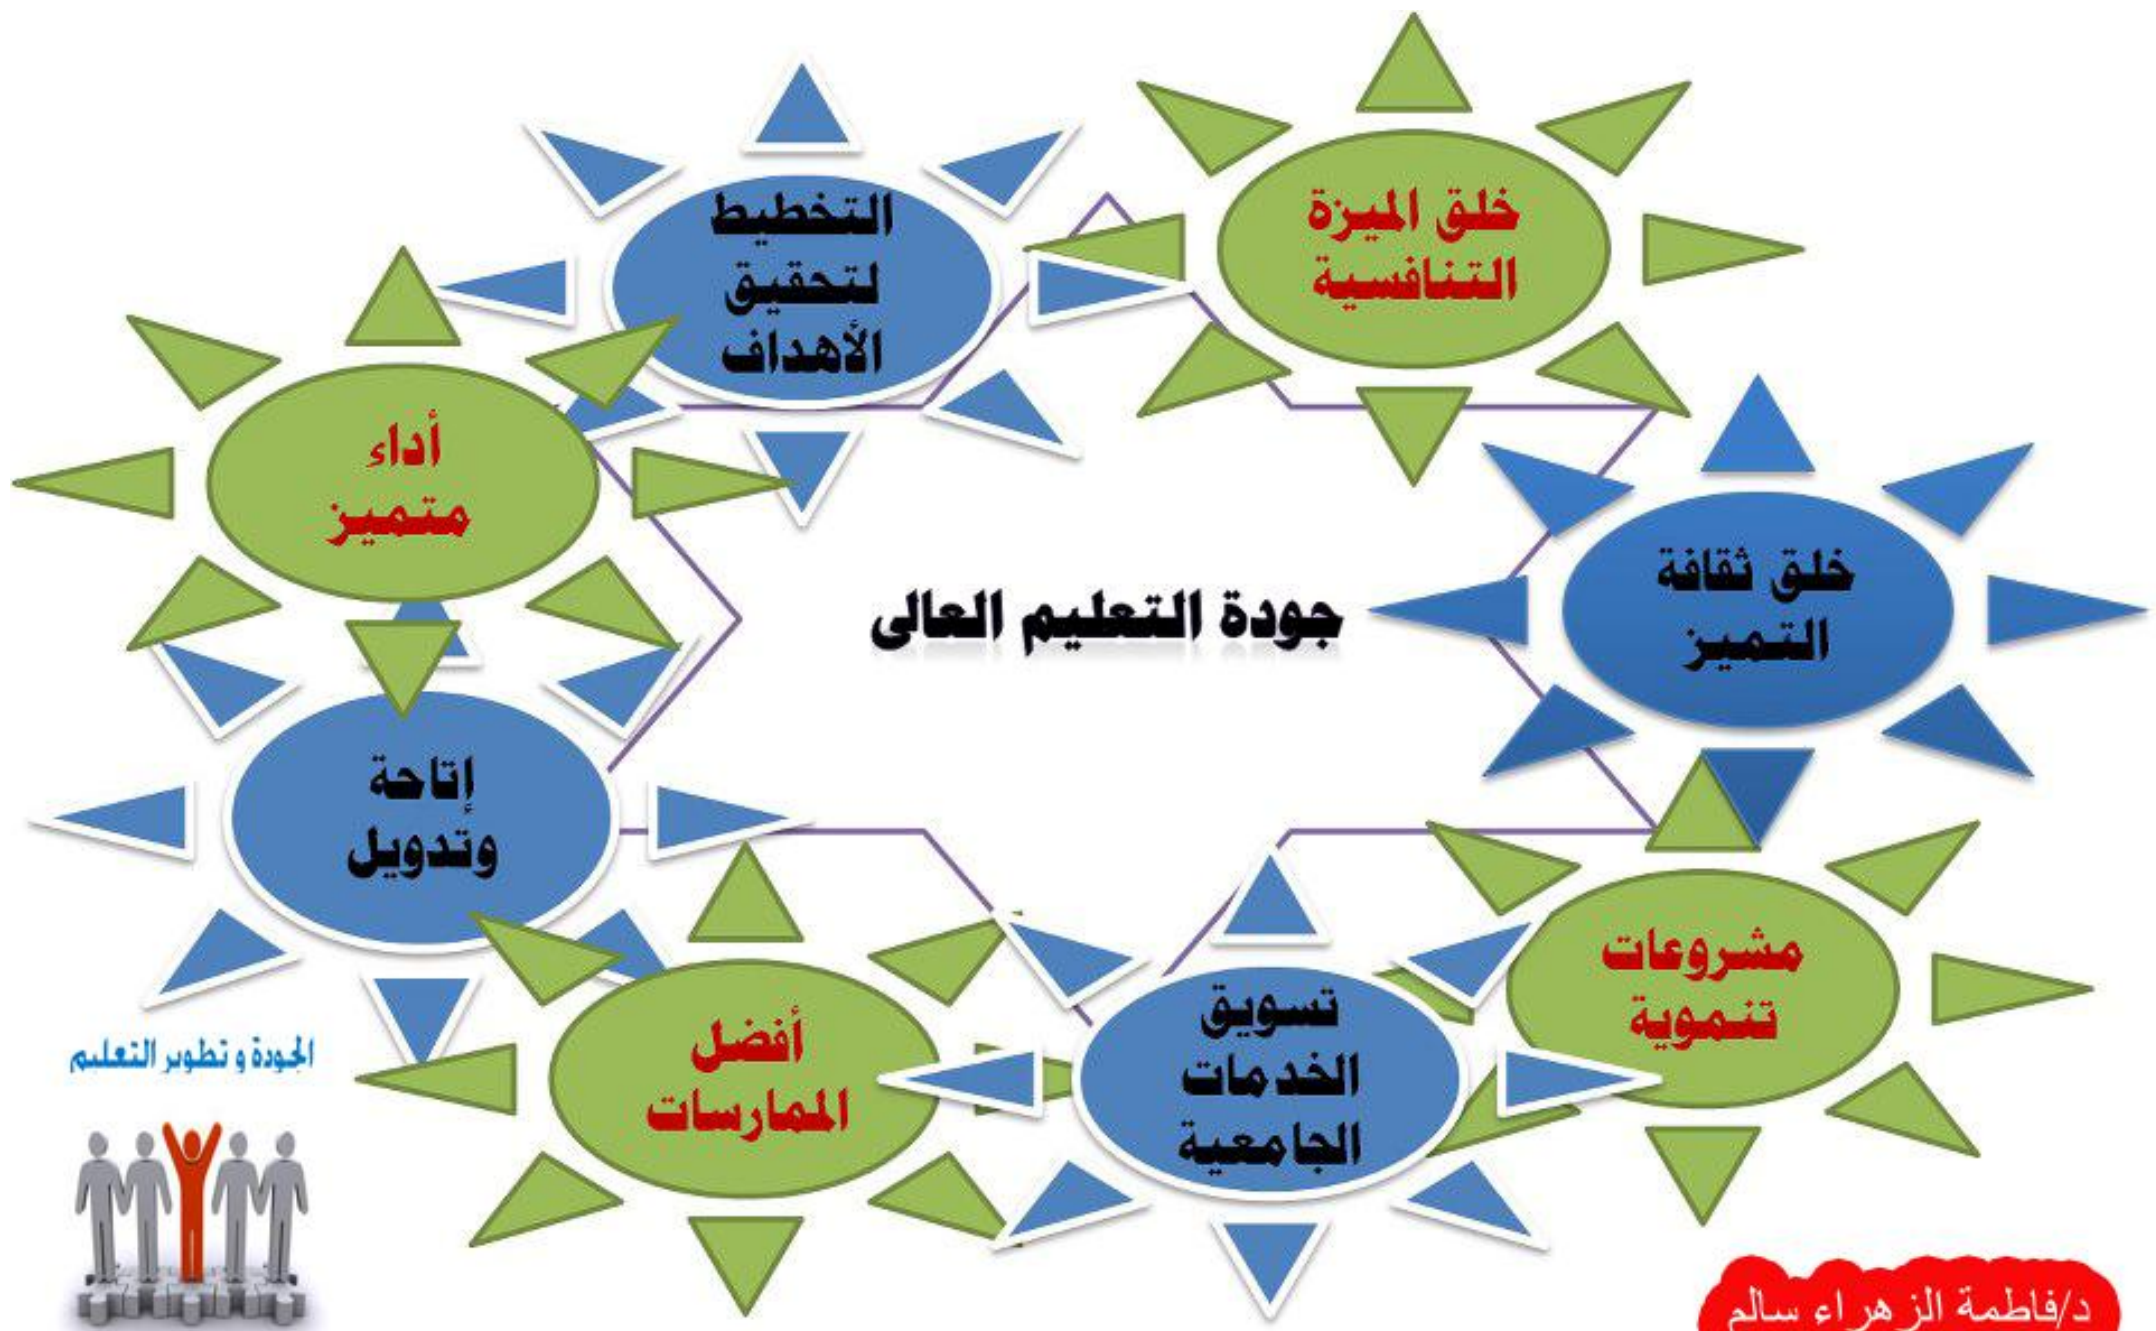 خلق الميزة
التنافسية
التخطيط
لتحقيق
الأهداف
أداء
متميز
خلق ثقافة
التميز
جودة التعليم العالى
إتاحة
وتدويل
مشروعات
تنموية
تسويق
الخدمات
الجامعية
أفضل
الممارسات
الجودة و تطوير التعليم
د/فاطمة الزهراء سالم